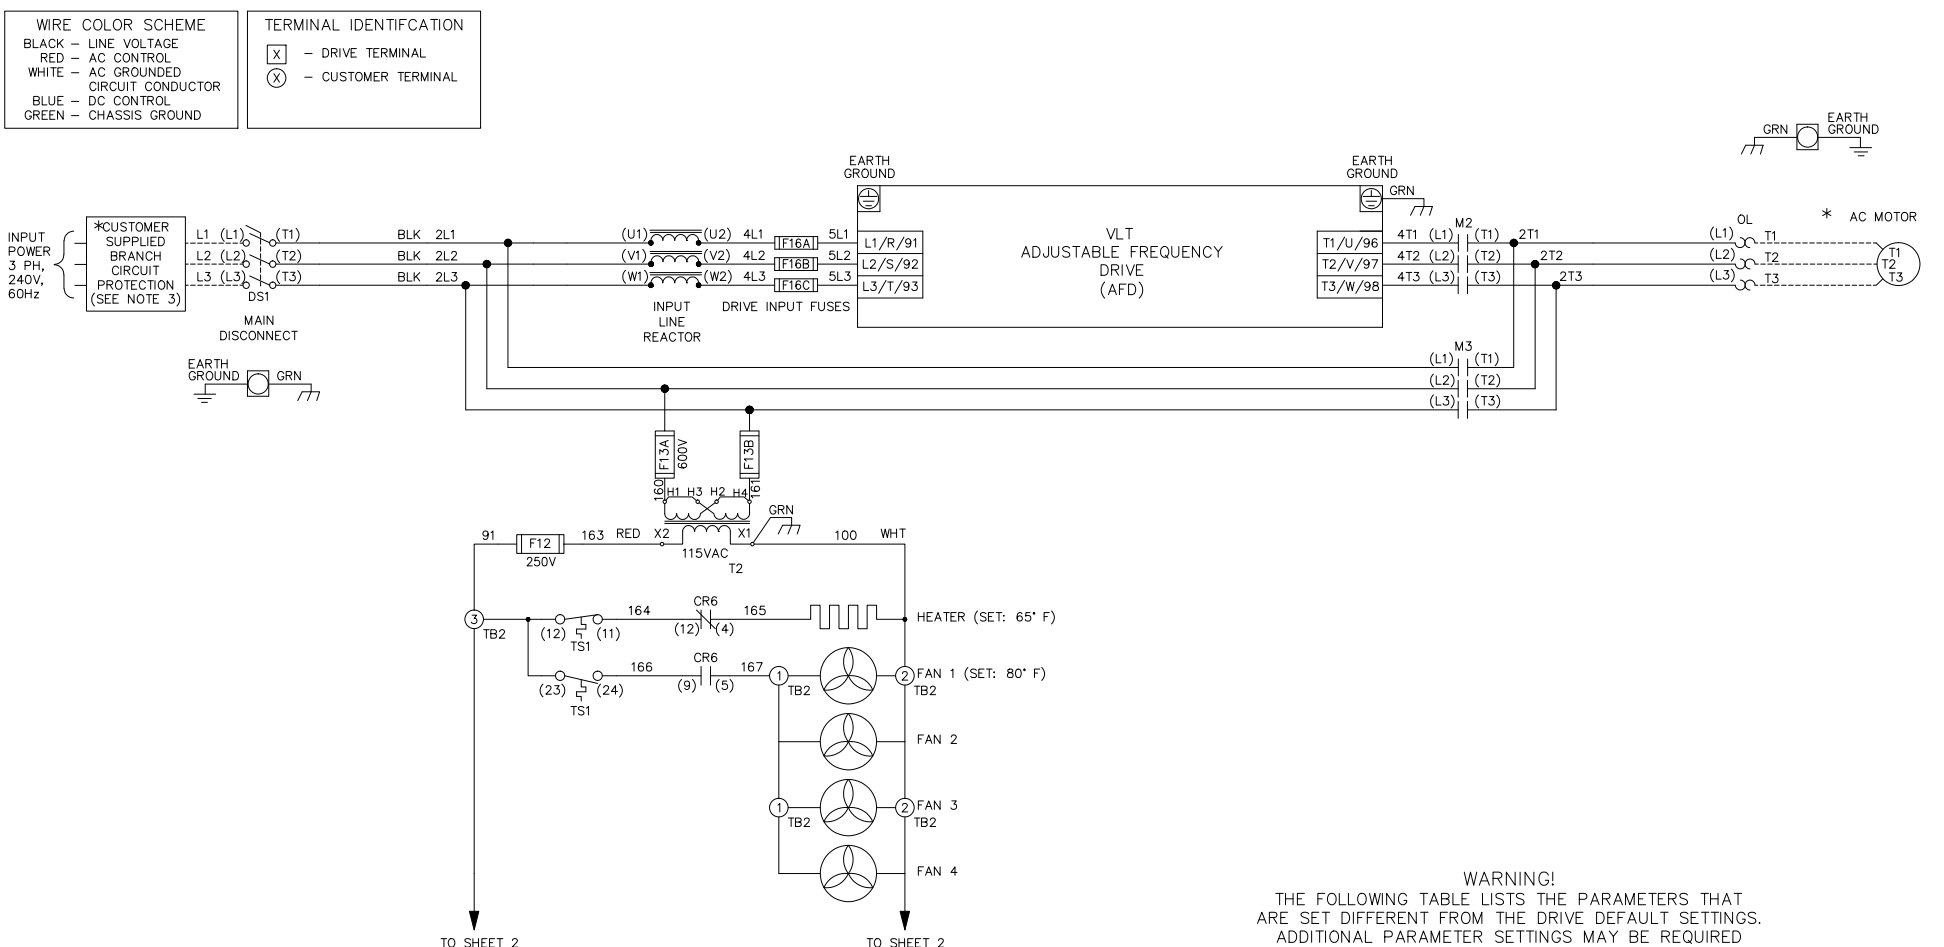 WIRE COLOR SCHEME
BLACK – LINE VOLTAGE
RED – AC CONTROL
WHITE – AC GROUNDED
CIRCUIT CONDUCTOR
BLUE – DC CONTROL
GREEN – CHASSIS GROUND
TERMINAL IDENTIFCATION
X – DRIVE TERMINAL
X – CUSTOMER TERMINAL
GRN
EARTH
GROUND
INPUT
POWER
3 PH,
240V,
60Hz
*CUSTOMER
SUPPLIED
BRANCH
CIRCUIT
PROTECTION
(SEE NOTE 3)
L1 (L1) (T1) BLK 2L1 (U1) (U2) 4L1 F16A 5L1 L1/R/91
L2 (L2) (T2) BLK 2L2 (V1) (V2) 4L2 F16B 5L2 L2/S/92
L3 (L3) (T3) BLK 2L3 (W1) (W2) 4L3 F16C 5L3 L3/T/93
DS1
MAIN
DISCONNECT
INPUT
LINE
REACTOR
DRIVE INPUT FUSES
EARTH
GROUND
GRN
EARTH
GROUND
VLT
ADJUSTABLE FREQUENCY
DRIVE
(AFD)
EARTH
GROUND
GRN
M2
T1/U/96 4T1 (L1) (T1) 2T1
T2/V/97 4T2 (L2) (T2) 2T2
T3/W/98 4T3 (L3) (T3) 2T3
OL
(L1) T1
(L2) T2
(L3) T3
* AC MOTOR
T1
T2
T3
M3
(L1) (T1)
(L2) (T2)
(L3) (T3)
F13A
600V
F13B
160
161
H1 H3 H2 H4
GRN
91 F12 163 RED X2 X1 100 WHT
250V
115VAC
T2
3
TB2
(12) (11)
TS1
164
CR6
(12) (4)
165
HEATER (SET: 65° F)
(23) (24)
TS1
166
CR6
(9) (5)
167
1
TB2
2
TB2
FAN 1 (SET: 80° F)
FAN 2
1
TB2
2
TB2
FAN 3
FAN 4
TO SHEET 2
TO SHEET 2
WARNING!
THE FOLLOWING TABLE LISTS THE PARAMETERS THAT
ARE SET DIFFERENT FROM THE DRIVE DEFAULT SETTINGS.
ADDITIONAL PARAMETER SETTINGS MAY BE REQUIRED